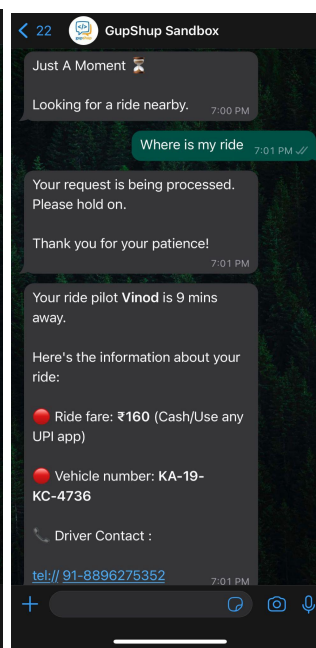 22
GupShup Sandbox
Just A Moment ⏳
Looking for a ride nearby.
7:00 PM
Where is my ride
7:01 PM
Your request is being processed.
Please hold on.
Thank you for your patience!
7:01 PM
Your ride pilot Vinod is 9 mins
away.
Here's the information about your
ride:
🔴 Ride fare: ₹160 (Cash/Use any
UPI app)
🔴 Vehicle number: KA-19-
KC-4736
📞 Driver Contact :
tel:// 91-8896275352
7:01 PM